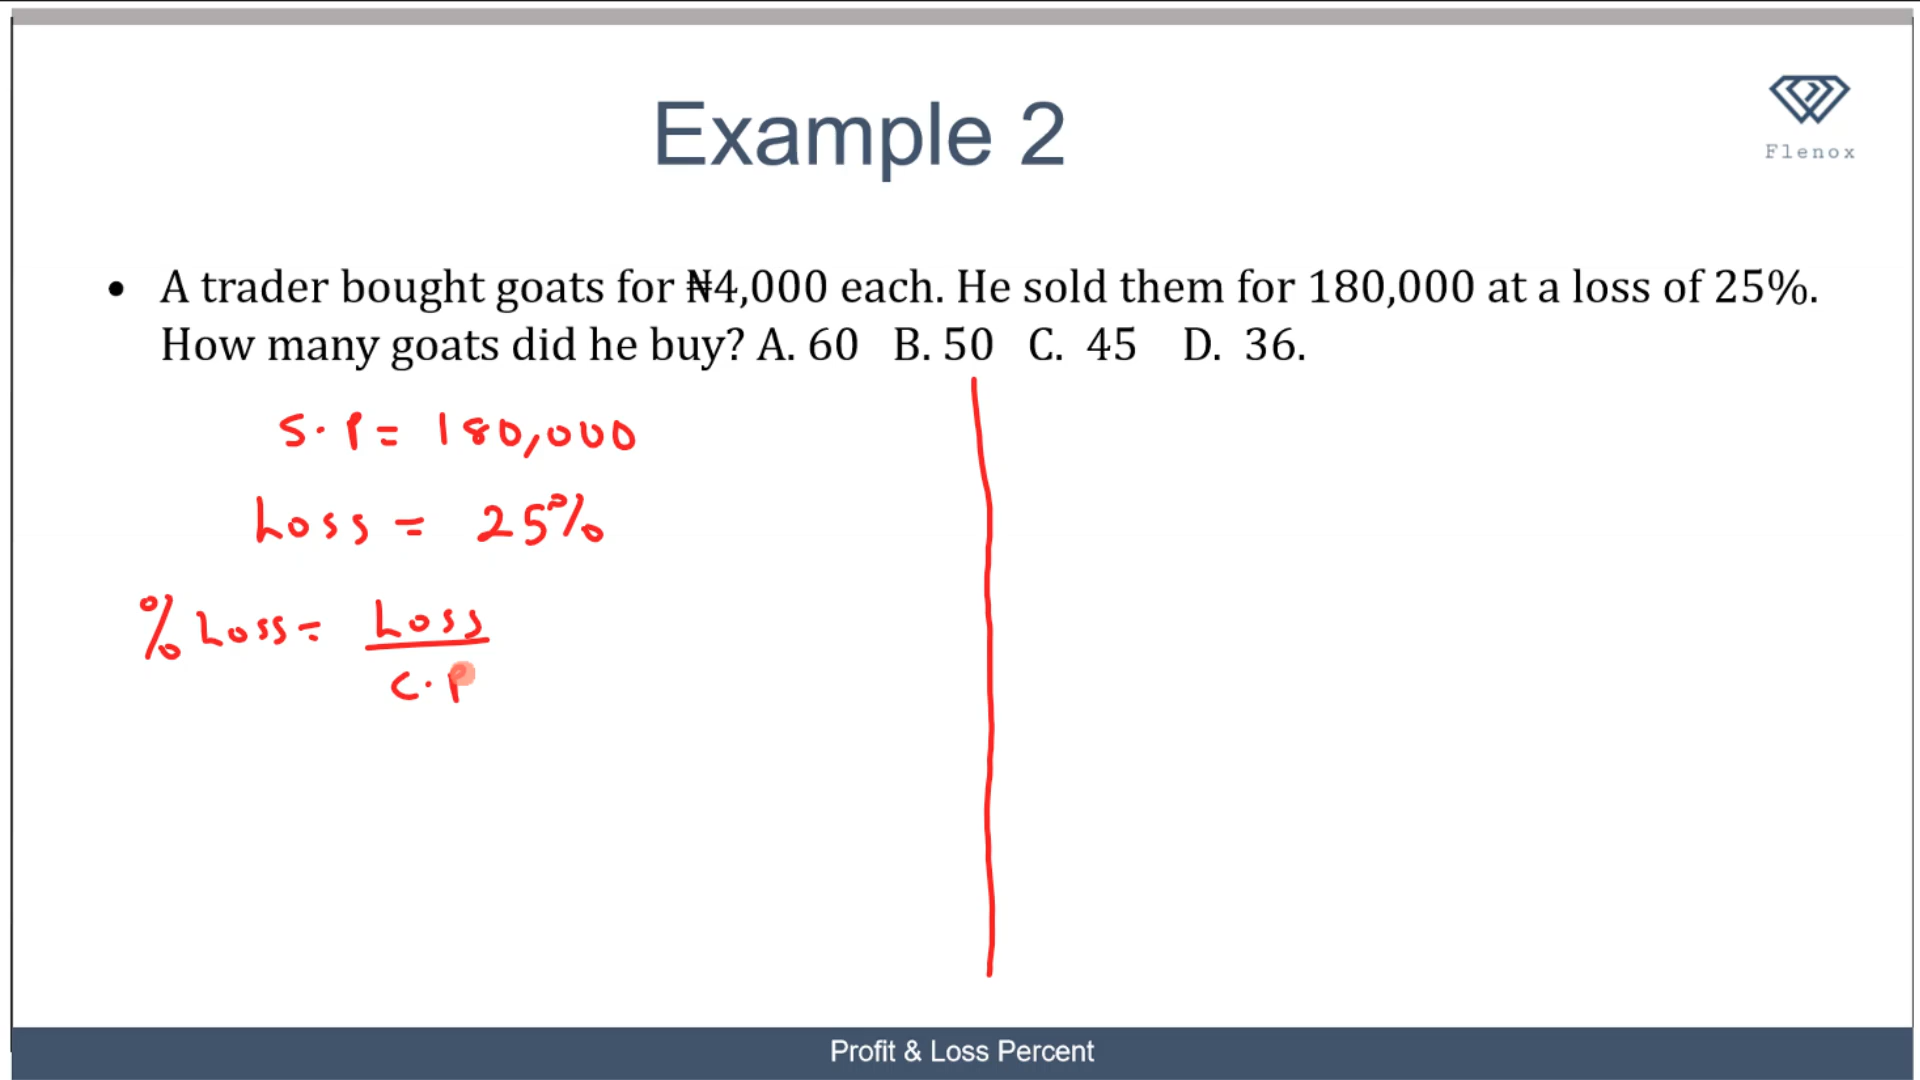 Example 2
Flenox
• A trader bought goats for ₦4,000 each. He sold them for 180,000 at a loss of 25%.
How many goats did he buy? A. 60 B. 50 C. 45 D. 36.
S.P = 180,000
Loss = 25%
% Loss = Loss
C.P
Profit & Loss Percent